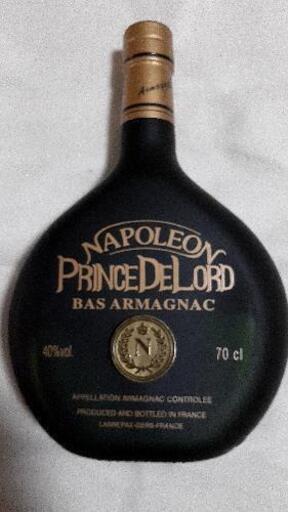 Armagnac
NAPOLEON
PRINCE DE LORD
BAS ARMAGNAC
N
40%vol. 70 cl
APPELLATION ARMAGNAC CONTROLEE
PRODUCED AND BOTTLED IN FRANCE
LANNEPAX-GERS-FRANCE